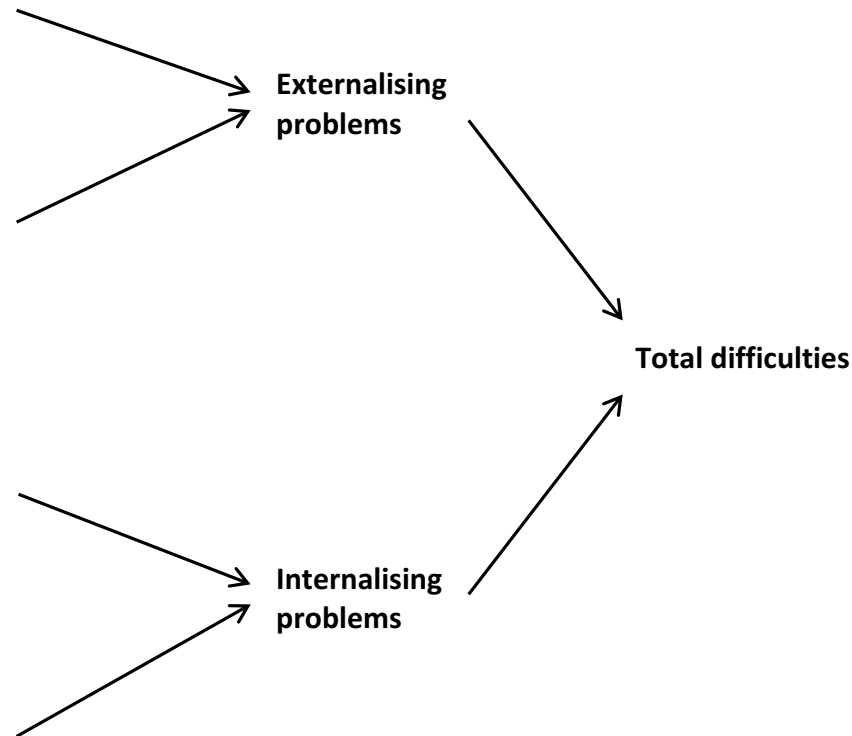 Externalising
problems
Total difficulties
Internalising
problems